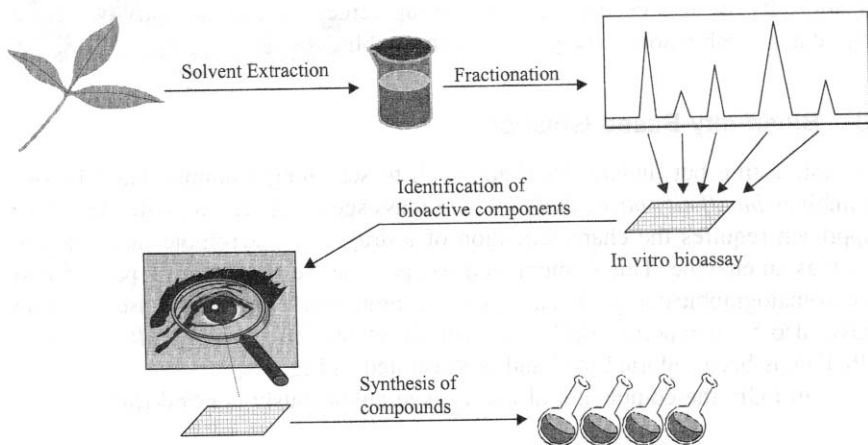 Solvent Extraction
Fractionation
Identification of
bioactive components
In vitro bioassay
Synthesis of
compounds